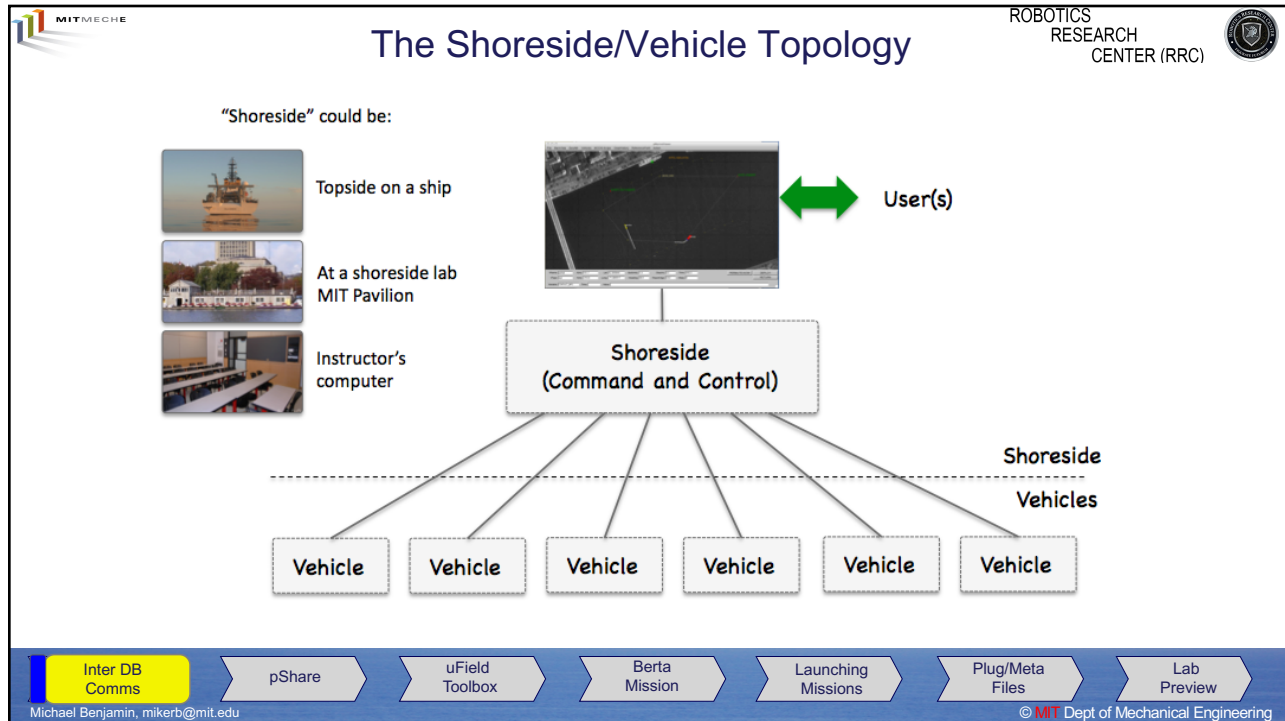 MITMECHE
The Shoreside/Vehicle Topology
ROBOTICS
RESEARCH
CENTER (RRC)
“Shoreside” could be:
Topside on a ship
At a shoreside lab
MIT Pavilion
Instructor’s
computer
User(s)
Shoreside
(Command and Control)
Shoreside
Vehicles
Vehicle
Vehicle
Vehicle
Vehicle
Vehicle
Vehicle
Inter DB
Comms
pShare
uField
Toolbox
Berta
Mission
Launching
Missions
Plug/Meta
Files
Lab
Preview
Michael Benjamin, mikerb@mit.edu
© MIT Dept of Mechanical Engineering